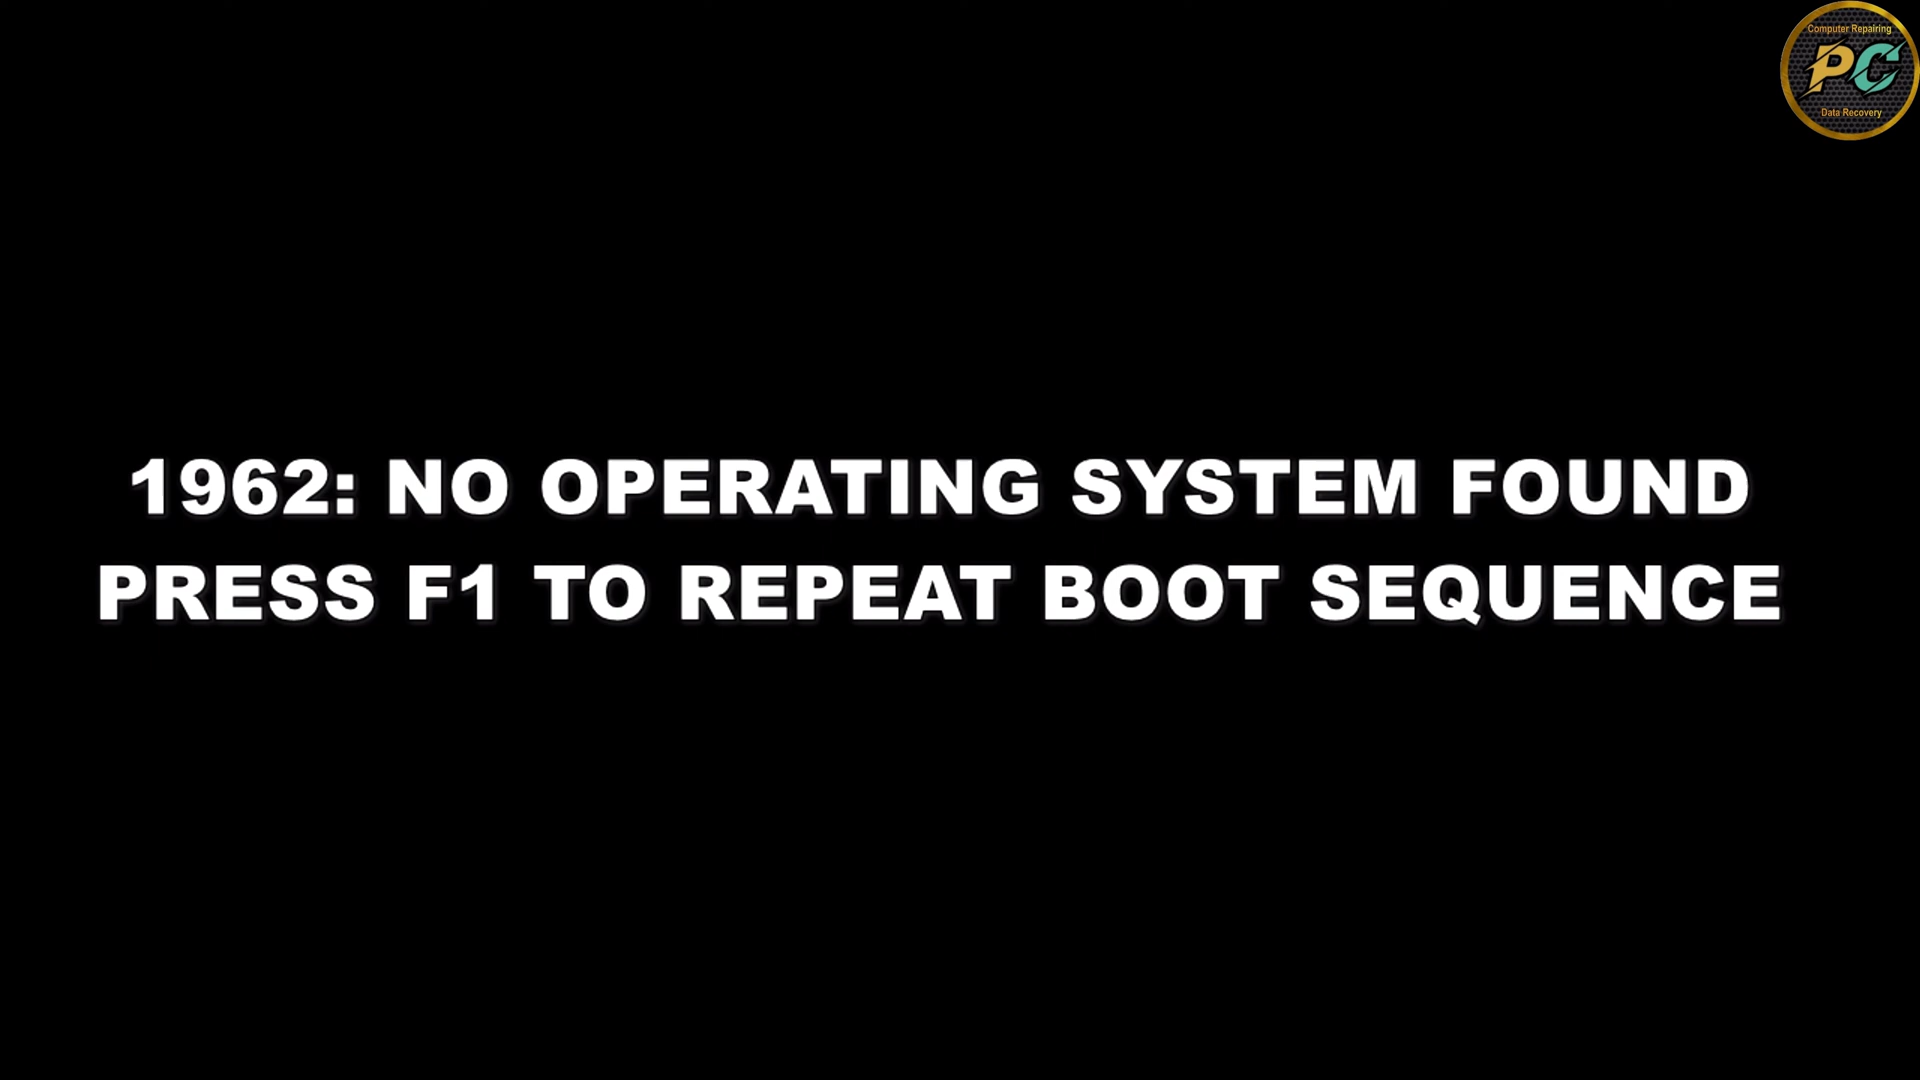 Computer Repairing
PC
Data Recovery
1962: NO OPERATING SYSTEM FOUND
PRESS F1 TO REPEAT BOOT SEQUENCE